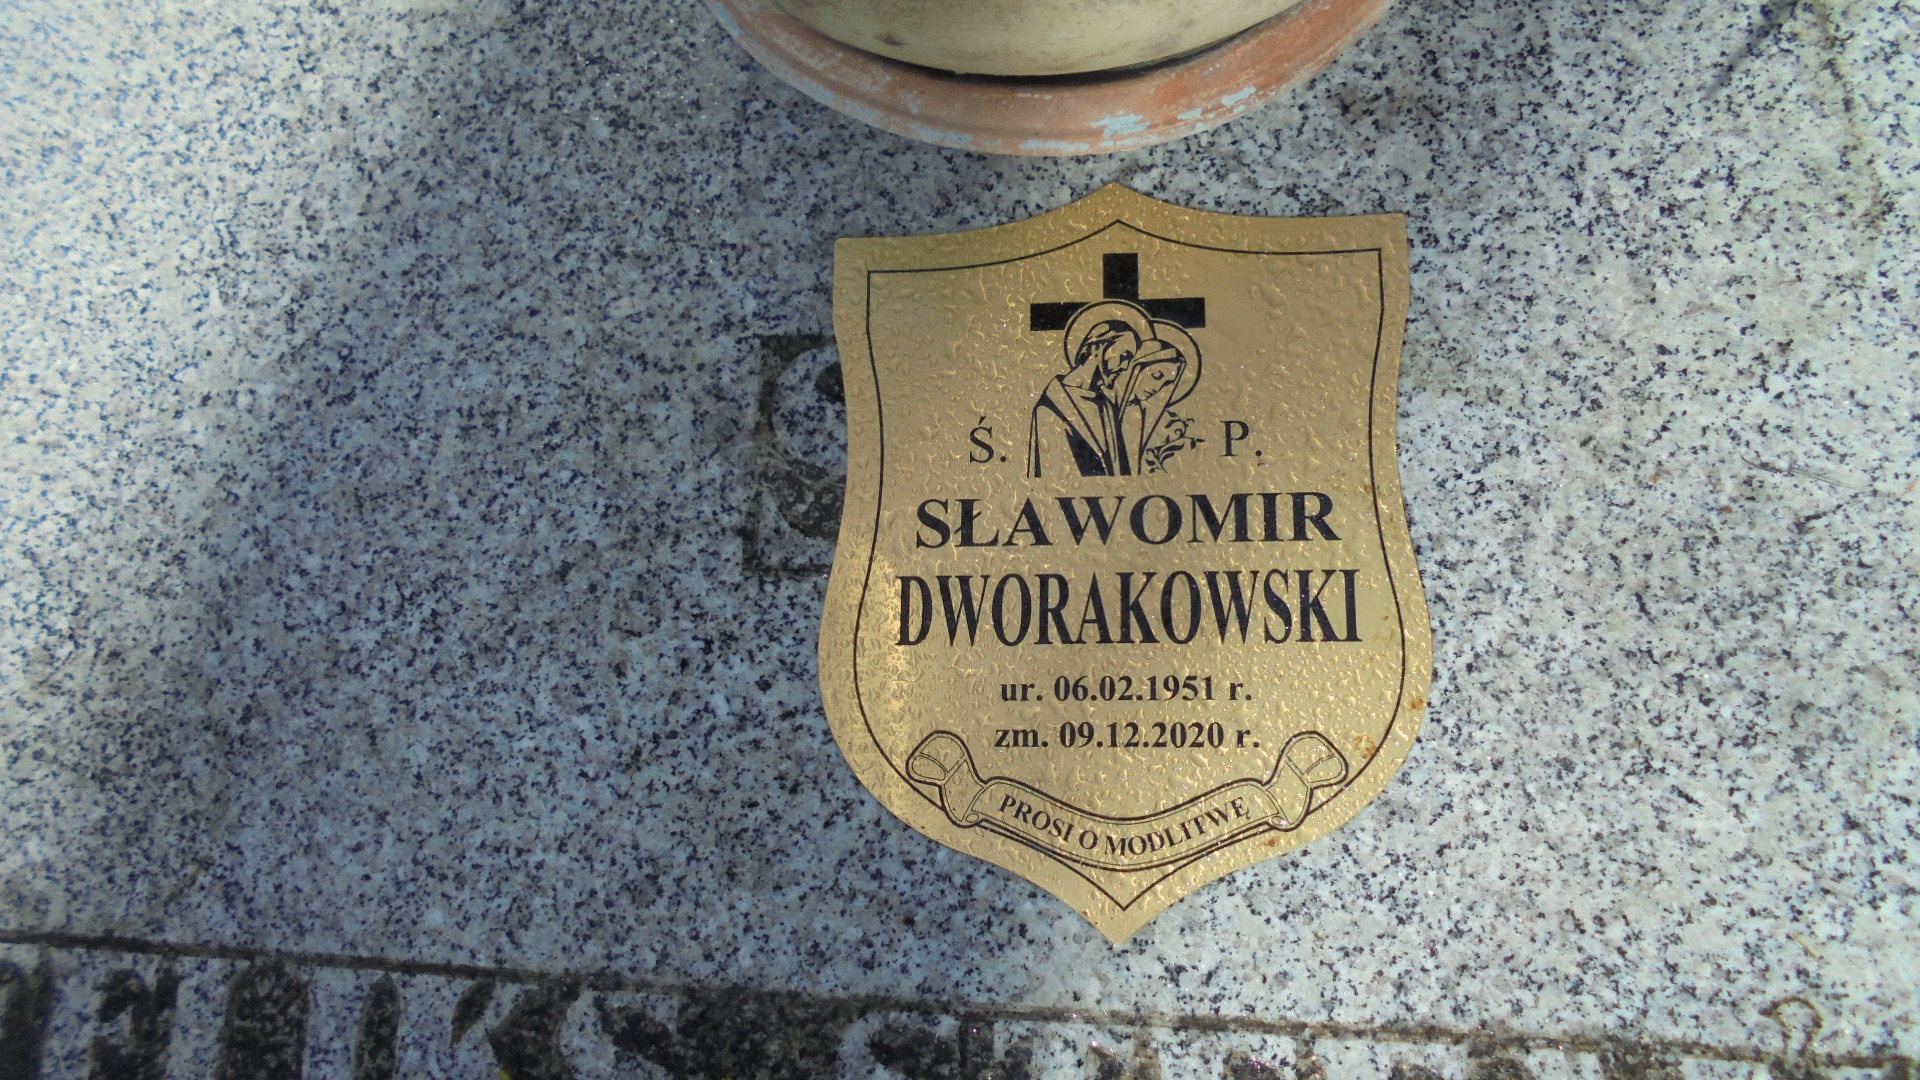 Ś. P.
SŁAWOMIR
DWORAKOWSKI
ur. 06.02.1951 r.
zm. 09.12.2020 r.
PROSI O MODLITWĘ